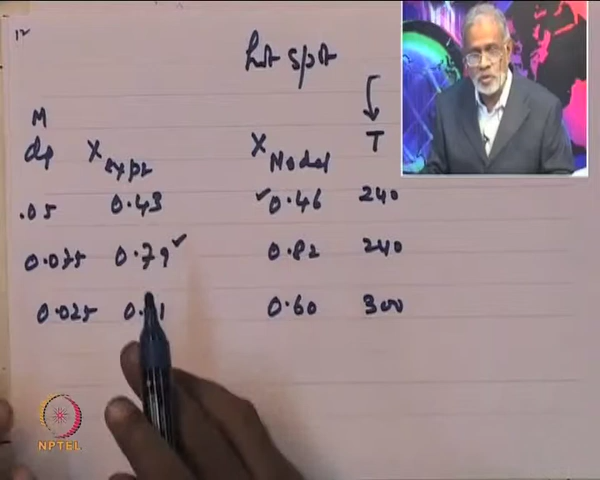 12
hot spot
M
dp X expt X Model T
.05 0.43 0.46 240
0.035 0.79 0.82 240
0.025 0.60 300
NPTEL